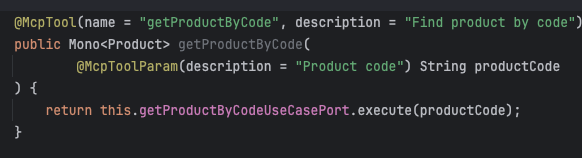 @McpTool(name = "getProductByCode", description = "Find product by code")
public Mono<Product> getProductByCode(
        @McpToolParam(description = "Product code") String productCode
) {
    return this.getProductByCodeUseCasePort.execute(productCode);
}